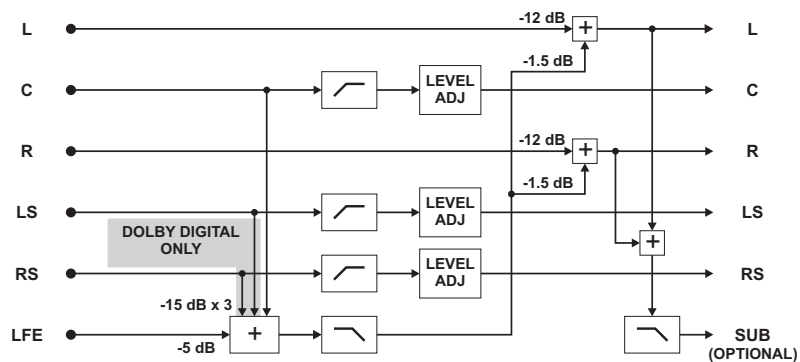 L -12 dB + L
-1.5 dB
C LEVEL ADJ C
R -12 dB + R
-1.5 dB
LS LEVEL ADJ LS
DOLBY DIGITAL
ONLY
+
RS LEVEL ADJ RS
-15 dB x 3
LFE + SUB
-5 dB (OPTIONAL)